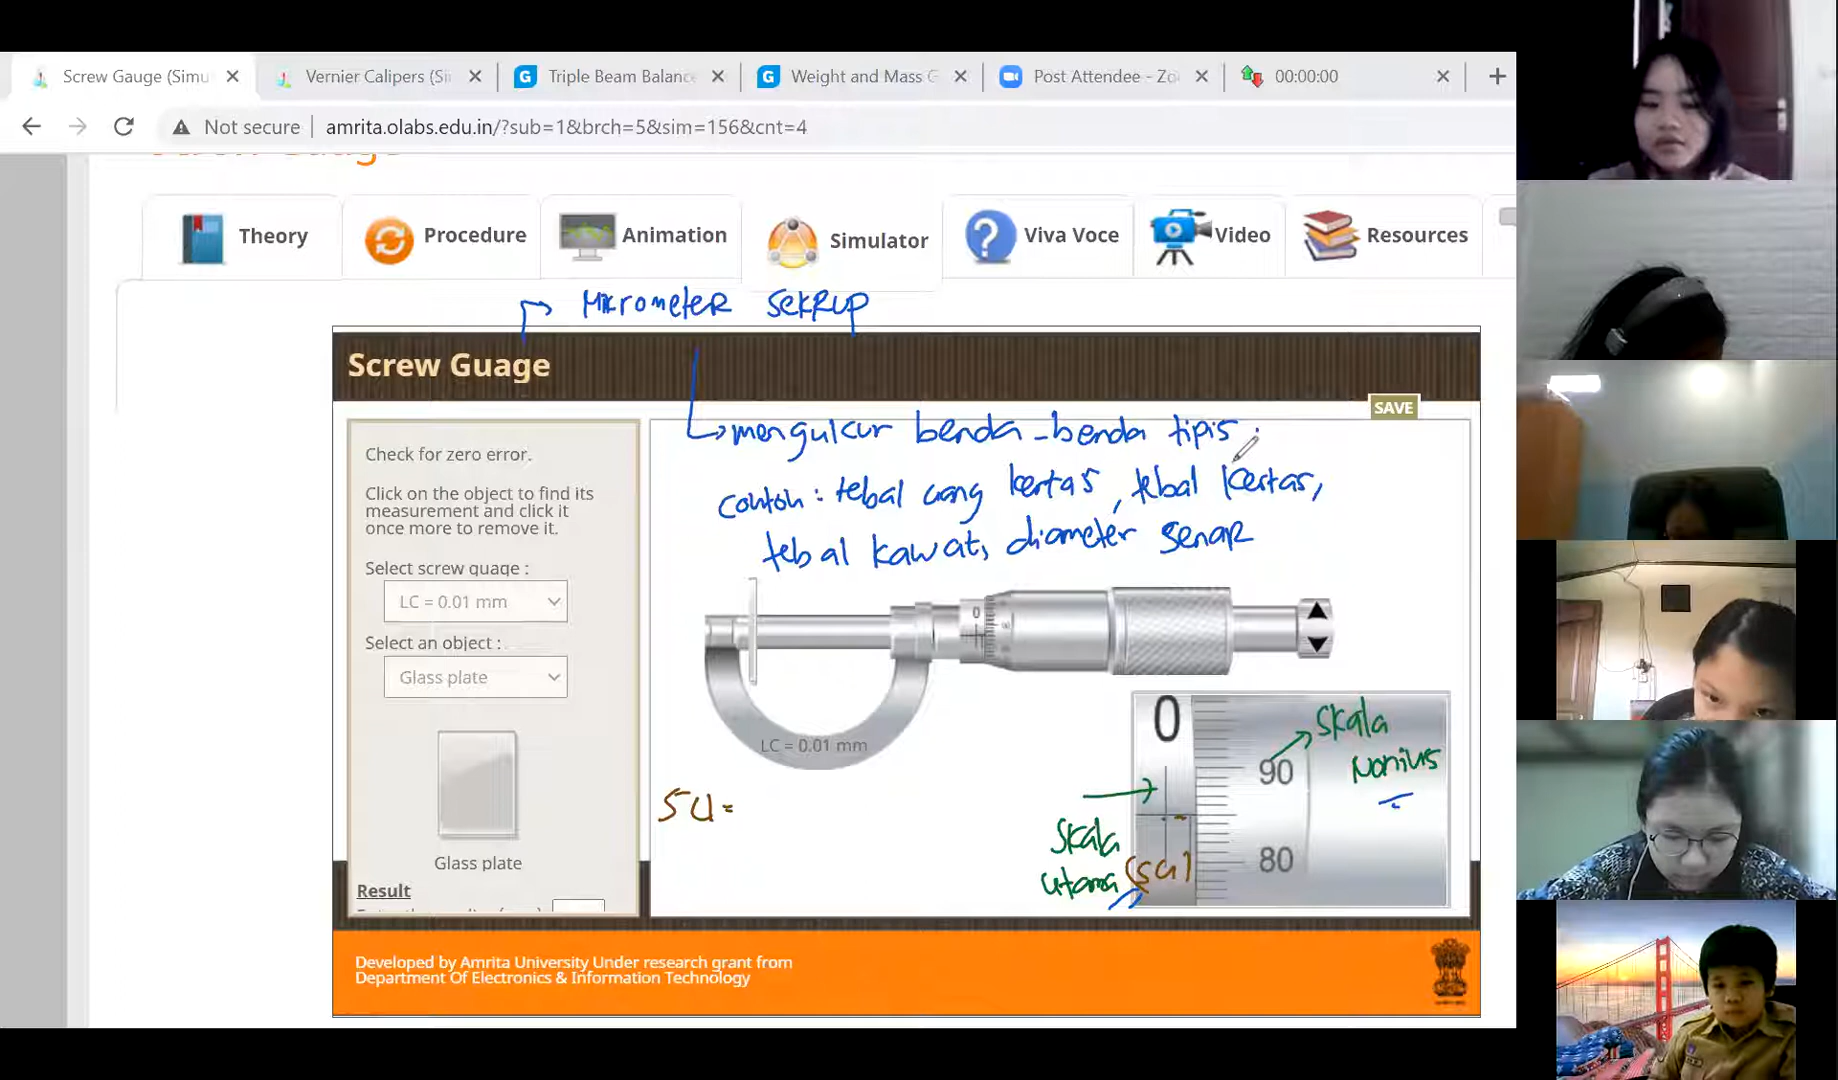 Screw Gauge (Simu
Vernier Calipers (Si
Triple Beam Balanc
Weight and Mass G
Post Attendee - Zo
00:00:00
Not secure
amrita.olabs.edu.in/?sub=1&brch=5&sim=156&cnt=4
Theory
Procedure
Animation
Simulator
Viva Voce
Video
Resources
Mikrometer Sekrup
Screw Guage
SAVE
mengukur benda-benda tipis:
contoh: tebal uang kertas, tebal kertas,
tebal kawat, diameter senar
Check for zero error.
Click on the object to find its
measurement and click it
once more to remove it.
Select screw guage :
LC = 0.01 mm
Select an object :
Glass plate
Glass plate
Result
0
LC = 0.01 mm
0
90
80
Skala
Nonius
SU=
Skala
utama (SU)
Developed by Amrita University Under research grant from
Department Of Electronics & Information Technology